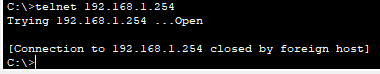 C:\>telnet 192.168.1.254
Trying 192.168.1.254 ...Open
[Connection to 192.168.1.254 closed by foreign host]
C:\>